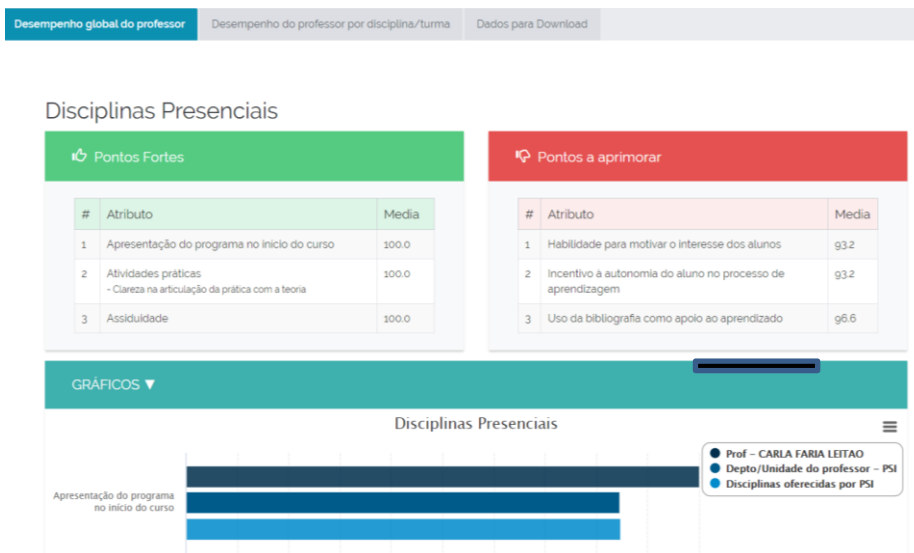 Desempenho global do professor Desempenho do professor por disciplina/turma Dados para Download
Disciplinas Presenciais
Pontos Fortes
# Atributo Media
1 Apresentação do programa no início do curso 100.0
2 Atividades práticas 100.0
- Clareza na articulação da prática com a teoria
3 Assiduidade 100.0
Pontos a aprimorar
# Atributo Media
1 Habilidade para motivar o interesse dos alunos 93.2
2 Incentivo à autonomia do aluno no processo de 93.2
aprendizagem
3 Uso da bibliografia como apoio ao aprendizado 96.6
GRÁFICOS ▼
Disciplinas Presenciais
Prof – CARLA FARIA LEITAO
Depto/Unidade do professor – PSI
Disciplinas oferecidas por PSI
Apresentação do programa
no início do curso